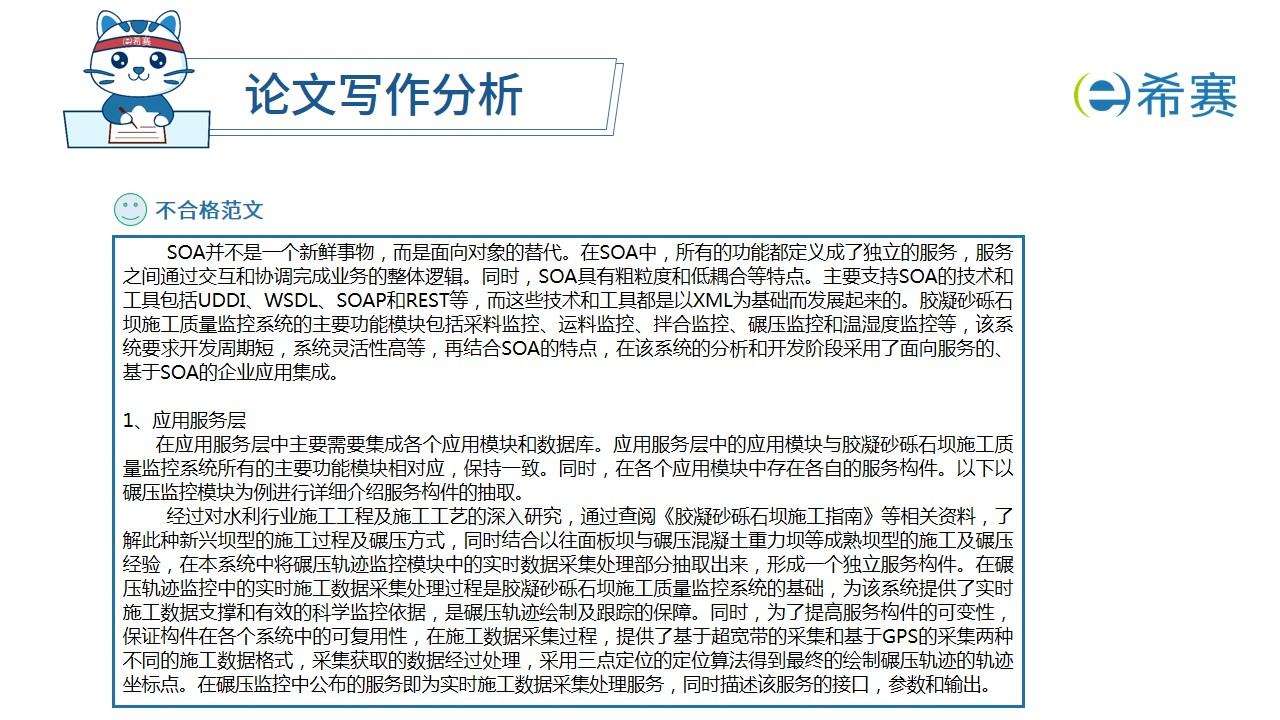 希赛
论文写作分析
希赛
不合格范文
SOA并不是一个新鲜事物，而是面向对象的替代。在SOA中，所有的功能都定义成了独立的服务，服务
之间通过交互和协调完成业务的整体逻辑。同时，SOA具有粗粒度和低耦合等特点。主要支持SOA的技术和
工具包括UDDI、WSDL、SOAP和REST等，而这些技术和工具都是以XML为基础而发展起来的。胶凝砂砾石
坝施工质量监控系统的主要功能模块包括采料监控、运料监控、拌合监控、碾压监控和温湿度监控等，该系
统要求开发周期短，系统灵活性高等，再结合SOA的特点，在该系统的分析和开发阶段采用了面向服务的、
基于SOA的企业应用集成。
1、应用服务层
在应用服务层中主要需要集成各个应用模块和数据库。应用服务层中的应用模块与胶凝砂砾石坝施工质
量监控系统所有的主要功能模块相对应，保持一致。同时，在各个应用模块中存在各自的服务构件。以下以
碾压监控模块为例进行详细介绍服务构件的抽取。
经过对水利行业施工工程及施工工艺的深入研究，通过查阅《胶凝砂砾石坝施工指南》等相关资料，了
解此种新兴坝型的施工过程及碾压方式，同时结合以往面板坝与碾压混凝土重力坝等成熟坝型的施工及碾压
经验，在本系统中将碾压轨迹监控模块中的实时数据采集处理部分抽取出来，形成一个独立服务构件。在碾
压轨迹监控中的实时施工数据采集处理过程是胶凝砂砾石坝施工质量监控系统的基础，为该系统提供了实时
施工数据支撑和有效的科学监控依据，是碾压轨迹绘制及跟踪的保障。同时，为了提高服务构件的可变性，
保证构件在各个系统中的可复用性，在施工数据采集过程，提供了基于超宽带的采集和基于GPS的采集两种
不同的施工数据格式，采集获取的数据经过处理，采用三点定位的定位算法得到最终的绘制碾压轨迹的轨迹
坐标点。在碾压监控中公布的服务即为实时施工数据采集处理服务，同时描述该服务的接口，参数和输出。